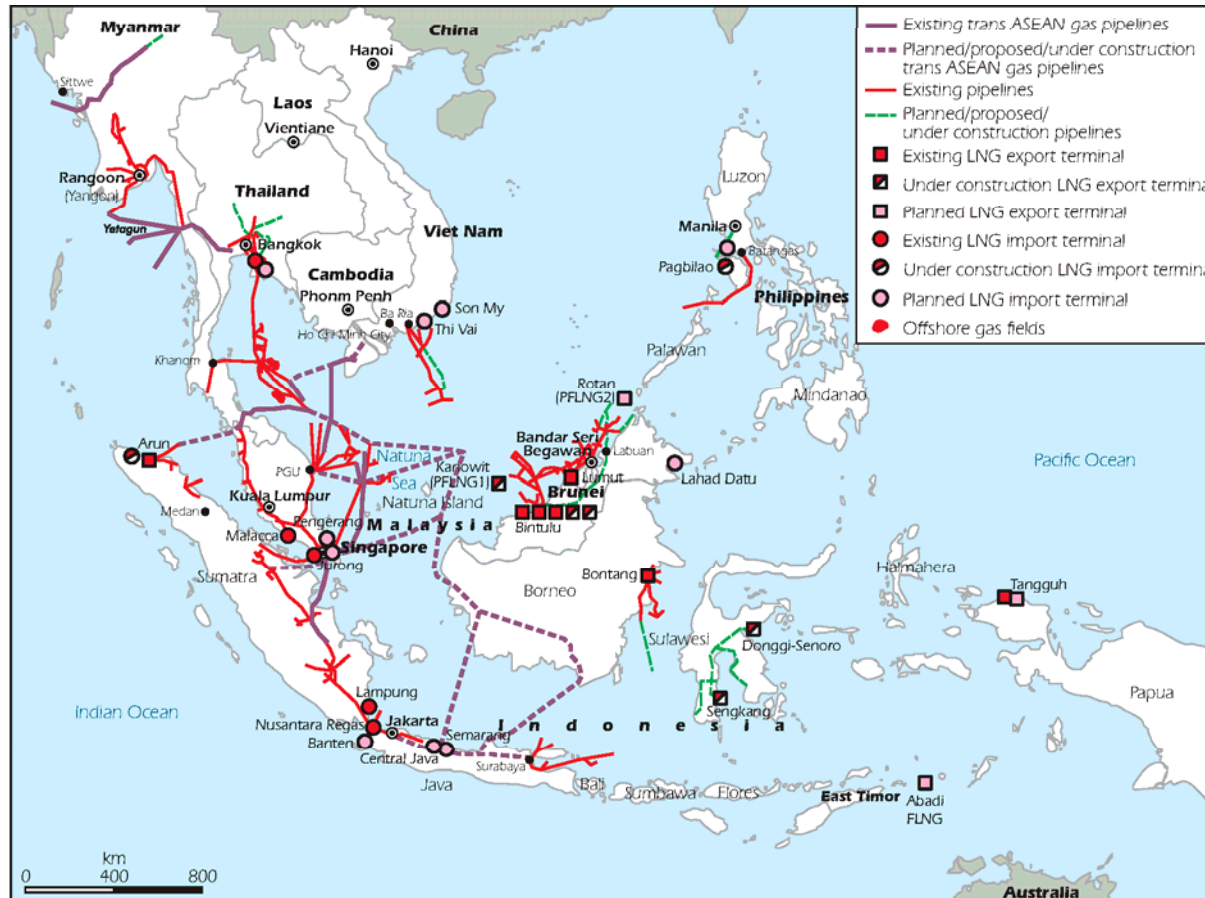 Myanmar
China
Hanoi
Sittwe
Laos
Vientiane
Rangoon
(Yangon)
Thailand
Yetagun
Bangkok
Viet Nam
Cambodia
Phonm Penh
Ba Ria
Son My
Ho Chi Minh City
Thi Vai
Khanom
Luzon
Manila
Batangas
Pagbilao
Philippines
Palawan
Mindanao
Rotan
(PFLNG2)
Arun
Bandar Seri
Begawan
Labuan
PGU
Natuna
Sea
Kanowit
(PFLNG1)
Lumut
Brunei
Lahad Datu
Pacific Ocean
Natuna Island
Medan
Kuala Lumpur
Bintulu
Malaysia
Pengerang
Malacca
Singapore
Jurong
Sumatra
Borneo
Bontang
Halmahera
Tangguh
Sulawesi
Donggi-Senoro
Sengkang
Papua
Indian Ocean
Lampung
Nusantara Regas
Jakarta
Indonesia
Banten
Semarang
Central Java
Surabaya
Java
Bali
Sumbawa
Flores
East Timor
Abadi
FLNG
Australia
km
0 400 800
Existing trans ASEAN gas pipelines
Planned/proposed/under construction
trans ASEAN gas pipelines
Existing pipelines
Planned/proposed/
under construction pipelines
Existing LNG export terminal
Under construction LNG export terminal
Planned LNG export terminal
Existing LNG import terminal
Under construction LNG import terminal
Planned LNG import terminal
Offshore gas fields